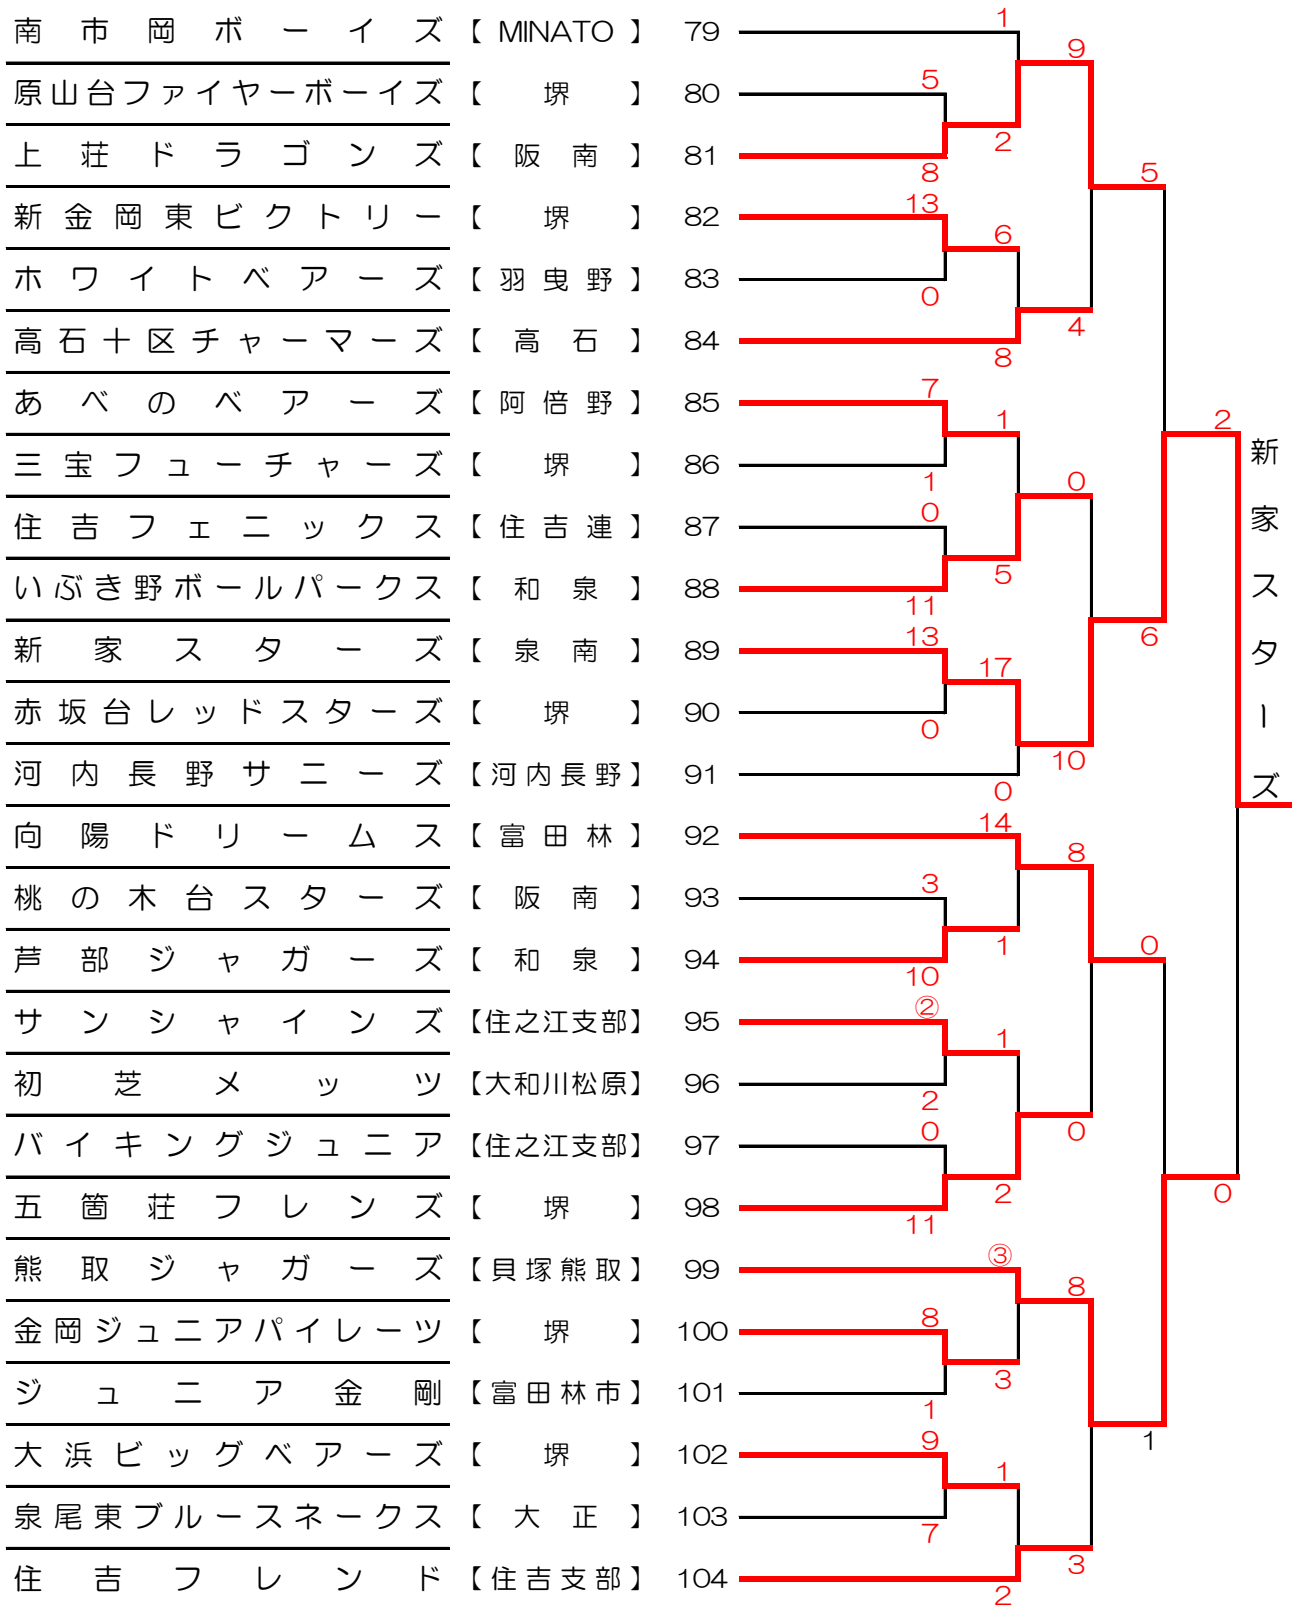 南市岡ボーイズ【 MINATO 】 79
原山台ファイヤーボーイズ【 堺 】 80
上荘ドラゴンズ【 阪南 】 81
新金岡東ビクトリー【 堺 】 82
ホワイトベアーズ【 羽曳野 】 83
高石十区チャーマーズ【 高石 】 84
あべのベアーズ【 阿倍野 】 85
三宝フューチャーズ【 堺 】 86
住吉フェニックス【 住吉連 】 87
いぶき野ボールパークス【 和泉 】 88
新家スターズ【 泉南 】 89
赤坂台レッドスターズ【 堺 】 90
河内長野サニーズ【河内長野】 91
向陽ドリームス【 富田林 】 92
桃の木台スターズ【 阪南 】 93
芦部ジャガーズ【 和泉 】 94
サンシャインズ【住之江支部】 95
初芝メッツ【大和川松原】 96
バイキングジュニア【住之江支部】 97
五箇荘フレンズ【 堺 】 98
熊取ジャガーズ【貝塚熊取】 99
金岡ジュニアパイレーツ【 堺 】 100
ジュニア金剛【富田林市】 101
大浜ビッグベアーズ【 堺 】 102
泉尾東ブルースネークス【 大正 】 103
住吉フレンド【住吉支部】 104
5
8
13
0
7
1
0
11
13
0
3
10
②
2
0
11
8
1
9
7
1
2
6
8
1
5
17
0
14
1
1
2
③
3
1
2
9
4
0
10
8
0
8
3
5
6
0
1
2
0
新家スターズ